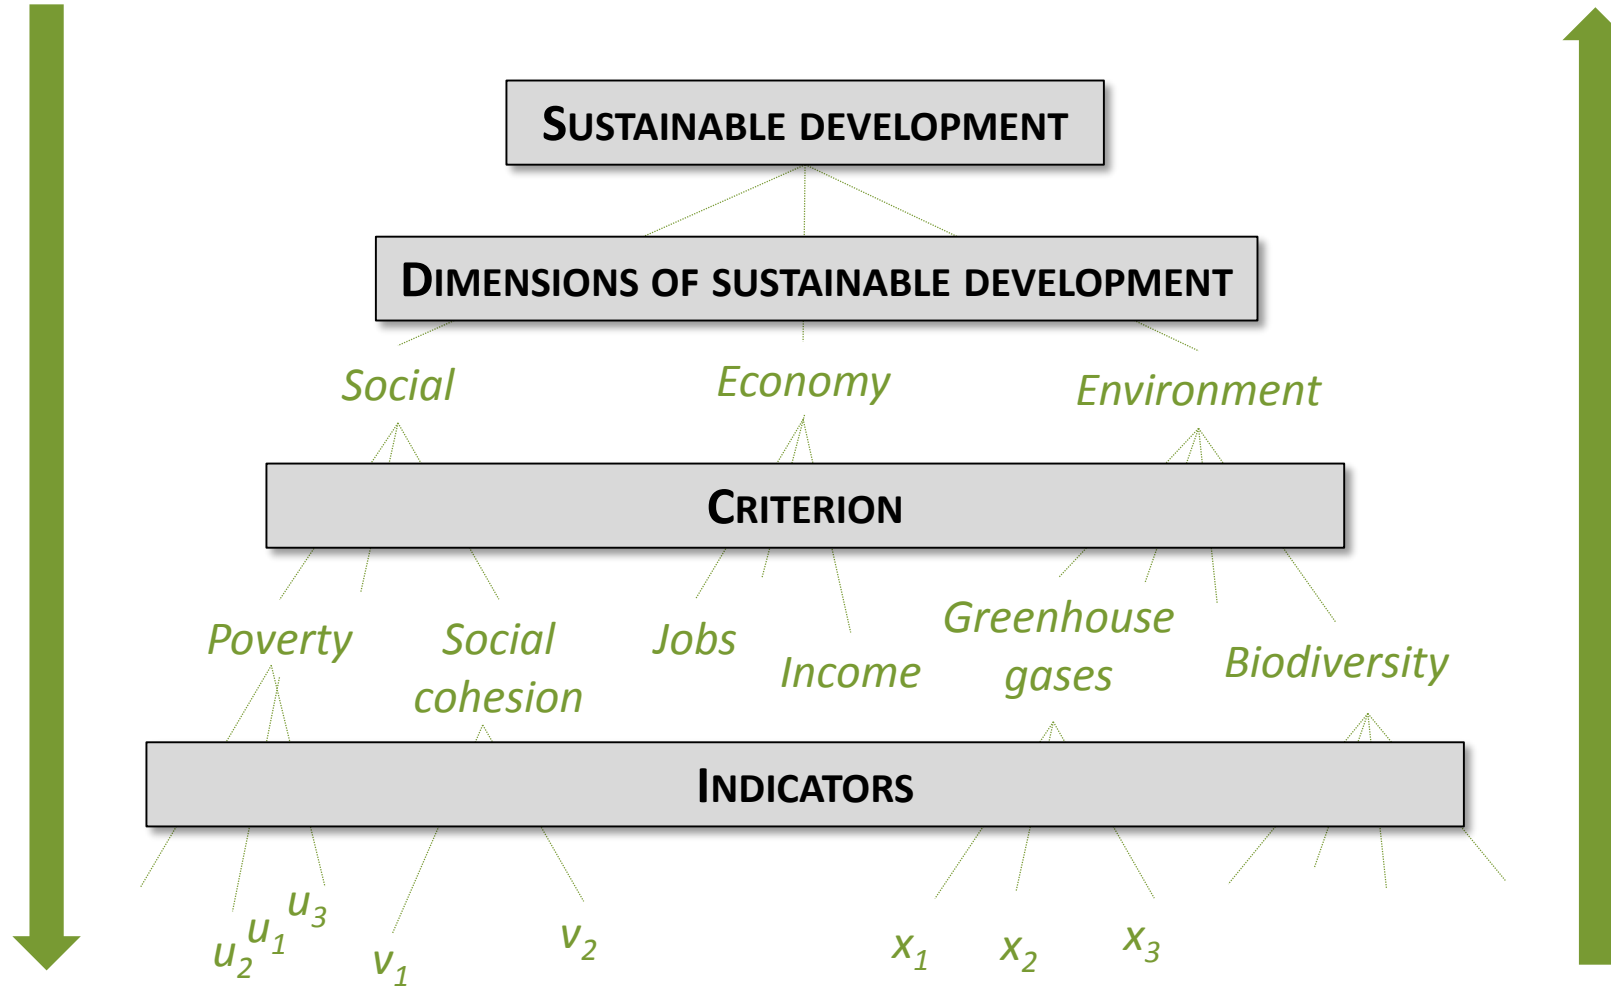 SUSTAINABLE DEVELOPMENT
DIMENSIONS OF SUSTAINABLE DEVELOPMENT
Social
Economy
Environment
CRITERION
Poverty
Social
cohesion
Jobs
Income
Greenhouse
gases
Biodiversity
INDICATORS
u2
u1
u3
v1
v2
x1
x2
x3